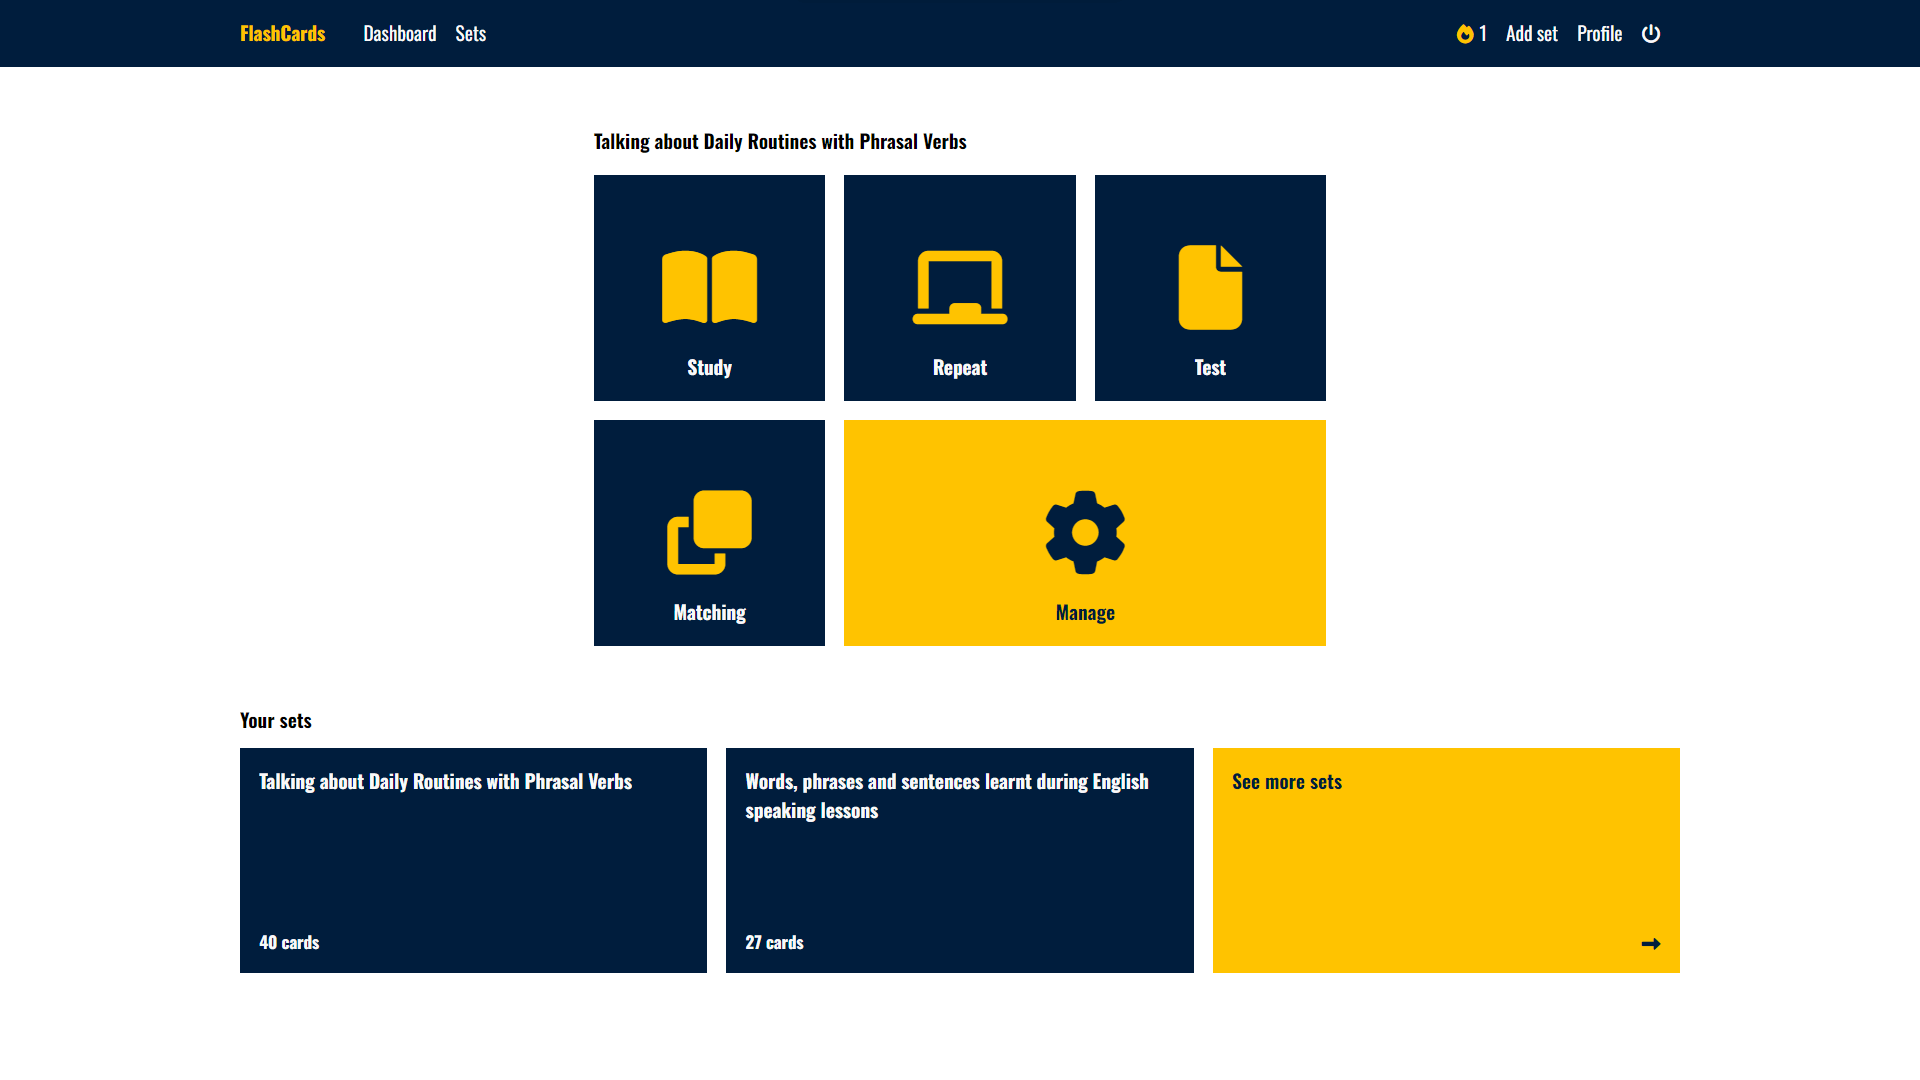 FlashCards Dashboard Sets 1 Add set Profile
Talking about Daily Routines with Phrasal Verbs
Study Repeat Test
Matching Manage
Your sets
Talking about Daily Routines with Phrasal Verbs
40 cards
Words, phrases and sentences learnt during English
speaking lessons
27 cards
See more sets